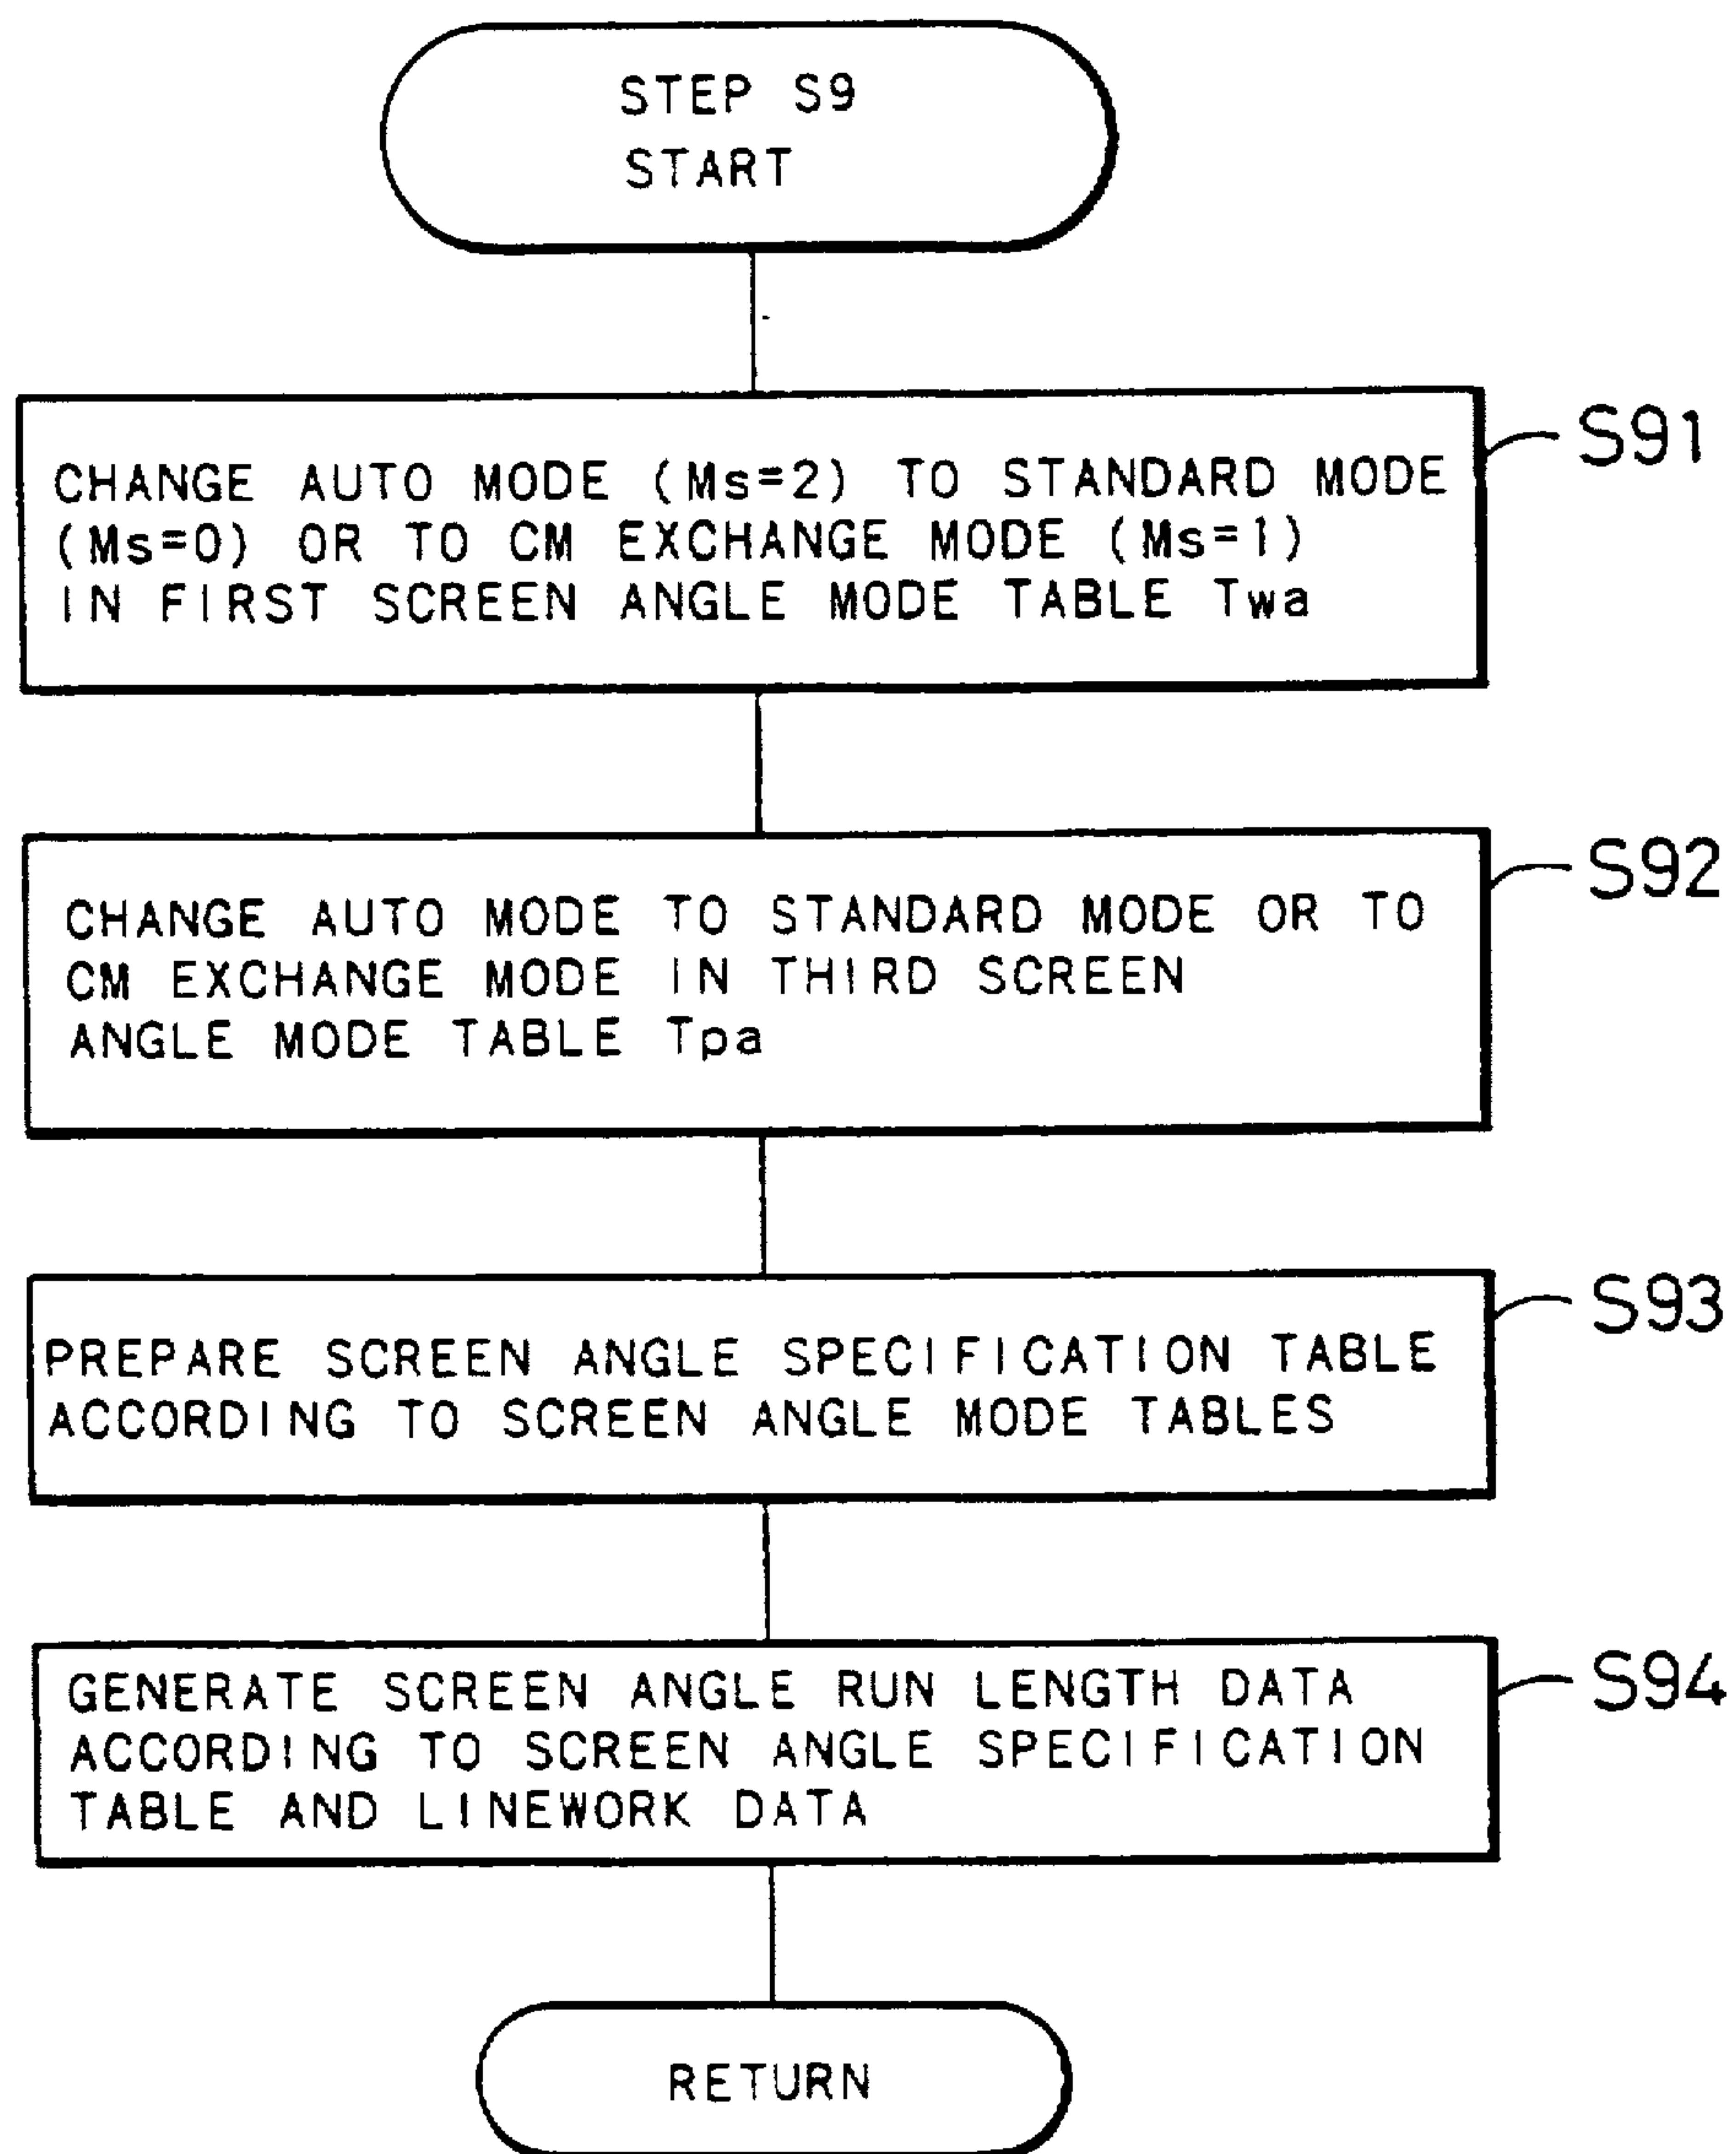 STEP S9
START
CHANGE AUTO MODE (Ms=2) TO STANDARD MODE
(Ms=0) OR TO CM EXCHANGE MODE (Ms=1)
IN FIRST SCREEN ANGLE MODE TABLE Twa
S91
CHANGE AUTO MODE TO STANDARD MODE OR TO
CM EXCHANGE MODE IN THIRD SCREEN
ANGLE MODE TABLE Tpa
S92
PREPARE SCREEN ANGLE SPECIFICATION TABLE
ACCORDING TO SCREEN ANGLE MODE TABLES
S93
GENERATE SCREEN ANGLE RUN LENGTH DATA
ACCORDING TO SCREEN ANGLE SPECIFICATION
TABLE AND LINEWORK DATA
S94
RETURN